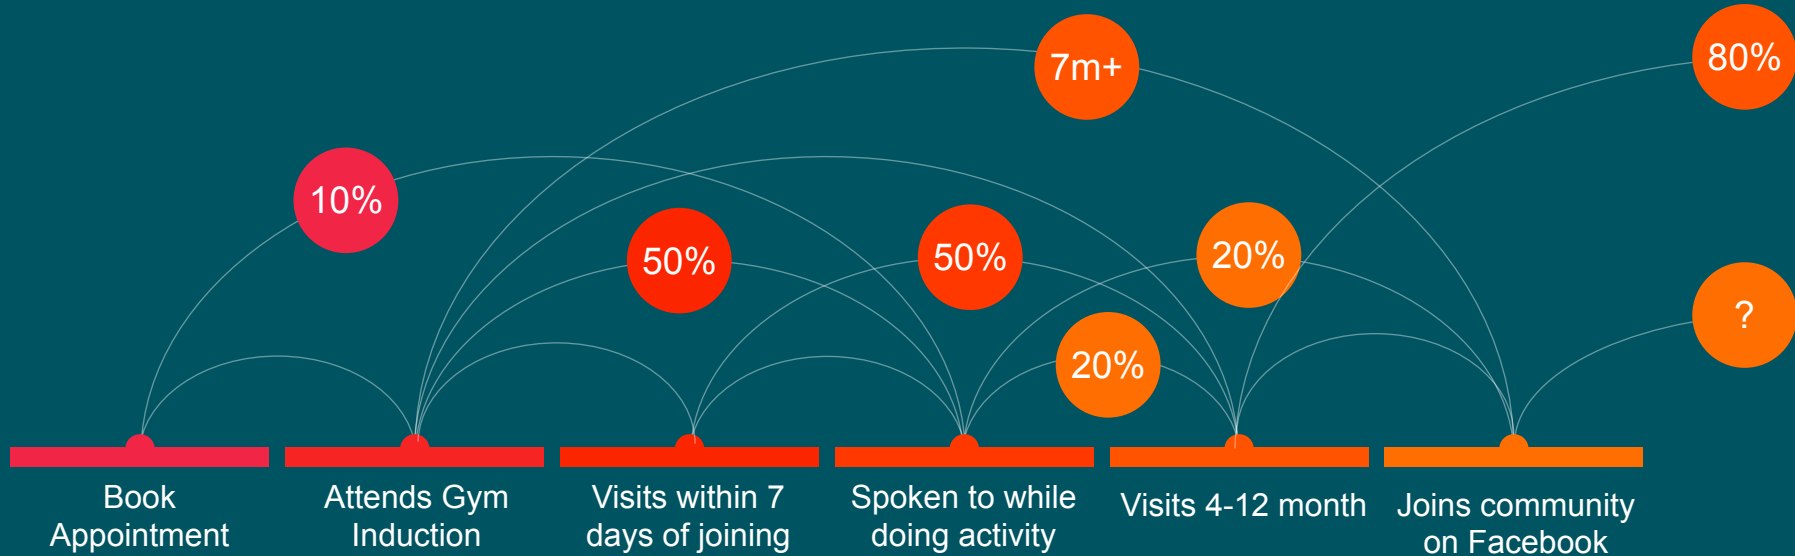 7m+
80%
10%
50%
50%
20%
20%
?
Book
Appointment
Attends Gym
Induction
Visits within 7
days of joining
Spoken to while
doing activity
Visits 4-12 month
Joins community
on Facebook